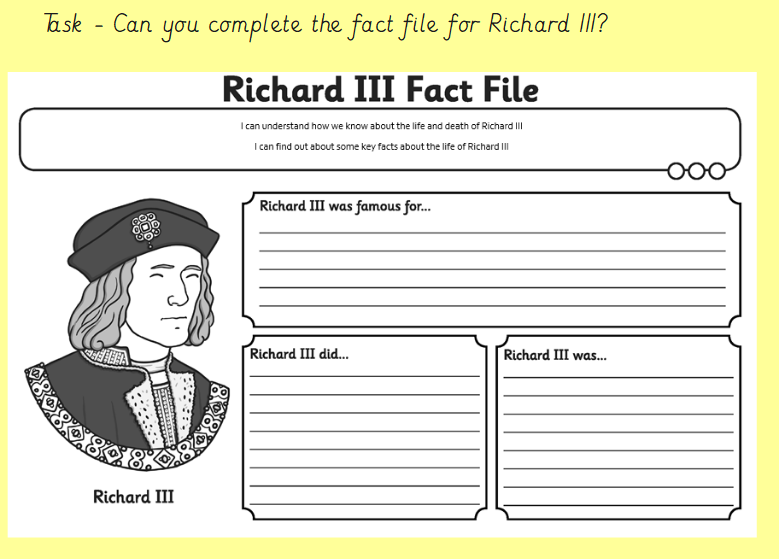 Task - Can you complete the fact file for Richard III?
Richard III Fact File
I can understand how we know about the life and death of Richard III
I can find out about some key facts about the life of Richard III
Richard III was famous for...
Richard III did...
Richard III was...
Richard III